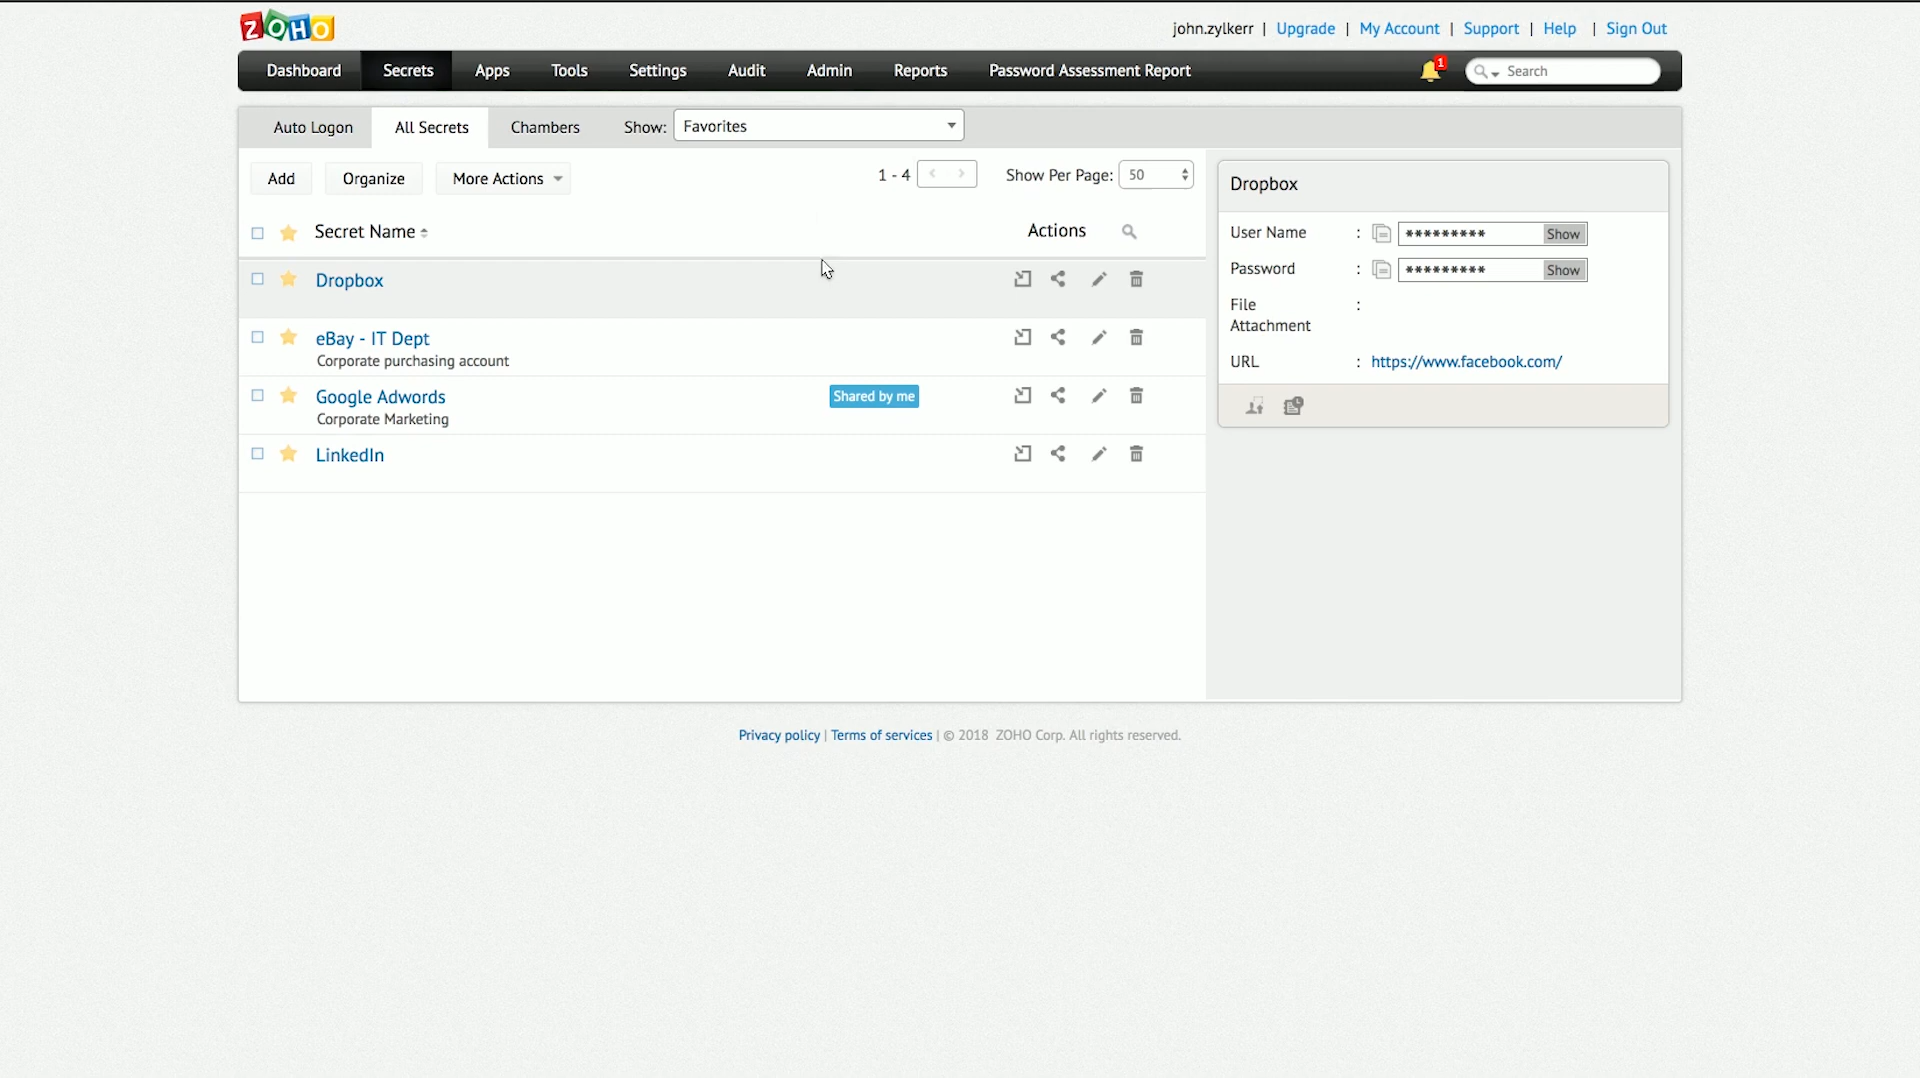 ZOHO
john.zylkerr | Upgrade | My Account | Support | Help | Sign Out
Dashboard Secrets Apps Tools Settings Audit Admin Reports Password Assessment Report 1 Search
Auto Logon All Secrets Chambers Show: Favorites
Add Organize More Actions 1 - 4 Show Per Page: 50
Secret Name Actions
Dropbox
eBay - IT Dept
Corporate purchasing account
Google Adwords Shared by me
Corporate Marketing
LinkedIn
Dropbox
User Name : ********* Show
Password : ********* Show
File :
Attachment
URL : https://www.facebook.com/
Privacy policy | Terms of services | © 2018 ZOHO Corp. All rights reserved.